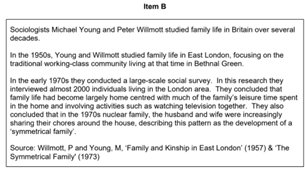 Item B
Sociologists Michael Young and Peter Willmott studied family life in Britain over several
decades.
In the 1950s, Young and Willmott studied family life in East London, focusing on the
traditional working-class community living at that time in Bethnal Green.
In the early 1970s they conducted a large-scale social survey. In this research they
interviewed almost 2000 individuals living in the London area. They concluded that
family life had become largely home centred with much of the family's leisure time spent
in the home and involving activities such as watching television together. They also
concluded that in the 1970s nuclear family, the husband and wife were increasingly
sharing their chores around the house, describing this pattern as the development of a
'symmetrical family'.
Source: Willmott, P and Young, M, 'Family and Kinship in East London' (1957) & 'The
Symmetrical Family' (1973)